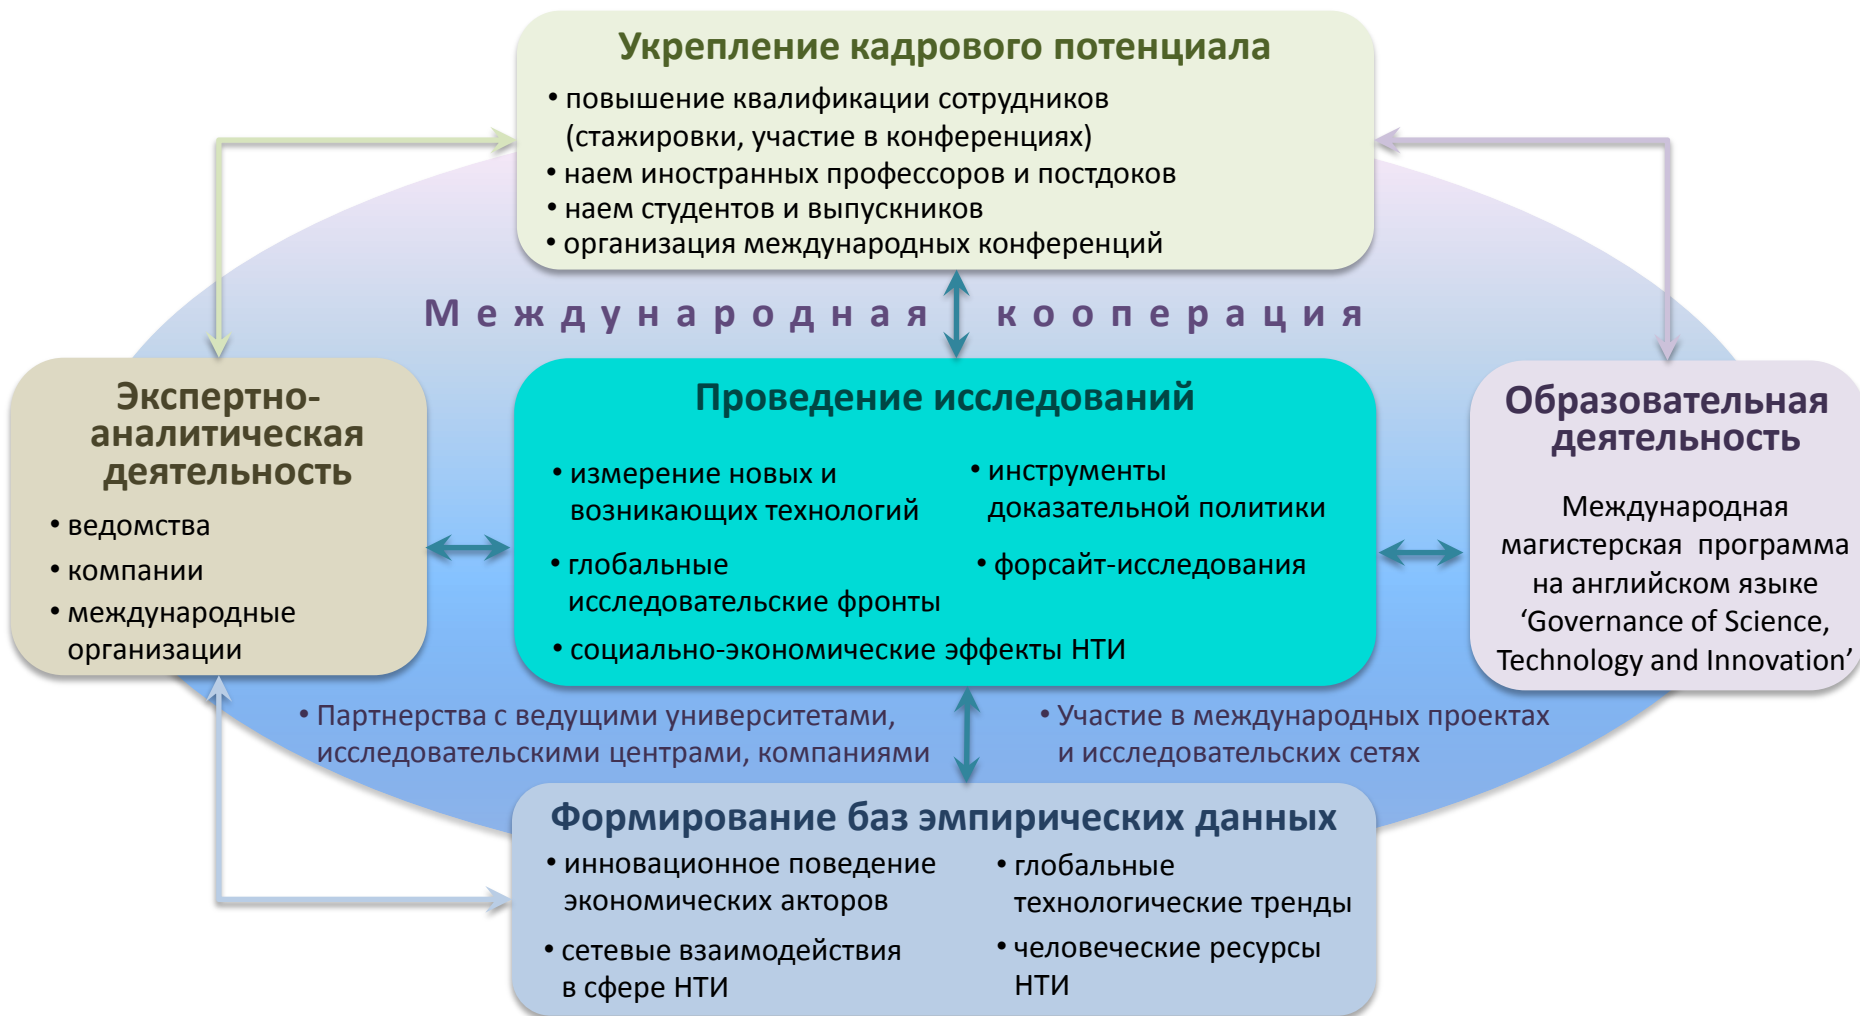 Укрепление кадрового потенциала
• повышение квалификации сотрудников
(стажировки, участие в конференциях)
• наем иностранных профессоров и постдоков
• наем студентов и выпускников
• организация международных конференций
Международная кооперация
Экспертно-
аналитическая
деятельность
• ведомства
• компании
• международные
организации
Проведение исследований
• измерение новых и
возникающих технологий
• глобальные
исследовательские фронты
• инструменты
доказательной политики
• форсайт-исследования
• социально-экономические эффекты НТИ
Образовательная
деятельность
Международная
магистерская программа
на английском языке
‘Governance of Science,
Technology and Innovation’
• Партнерства с ведущими университетами,
исследовательскими центрами, компаниями
• Участие в международных проектах
и исследовательских сетях
Формирование баз эмпирических данных
• инновационное поведение
экономических акторов
• сетевые взаимодействия
в сфере НТИ
• глобальные
технологические тренды
• человеческие ресурсы
НТИ